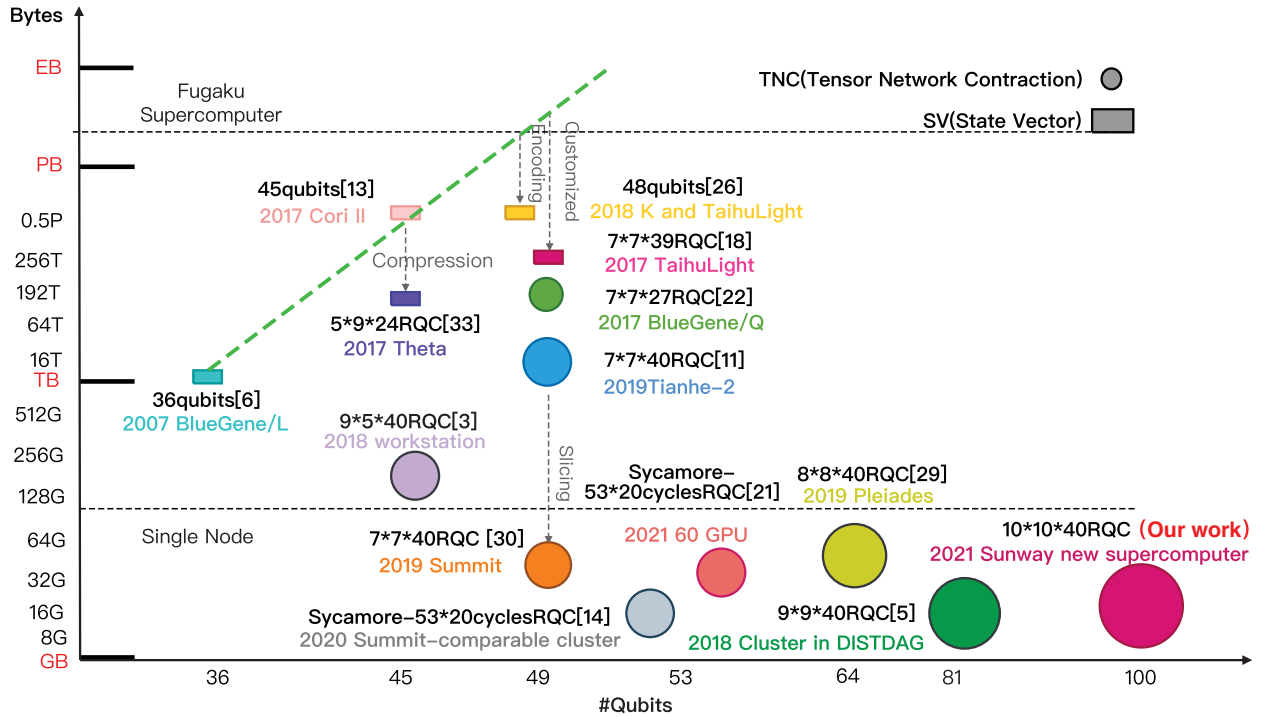 Bytes
EB
Fugaku
Supercomputer
TNC(Tensor Network Contraction)
SV(State Vector)
PB
Encoding
Customized
45qubits[13]
2017 Cori II
48qubits[26]
2018 K and TaihuLight
0.5P
7*7*39RQC[18]
2017 TaihuLight
256T
Compression
192T
7*7*27RQC[22]
2017 BlueGene/Q
64T
5*9*24RQC[33]
2017 Theta
16T
7*7*40RQC[11]
2019Tianhe-2
TB
36qubits[6]
2007 BlueGene/L
512G
9*5*40RQC[3]
2018 workstation
256G
Slicing
Sycamore-
53*20cyclesRQC[21]
8*8*40RQC[29]
2019 Pleiades
128G
Single Node
64G
7*7*40RQC [30]
2019 Summit
2021 60 GPU
10*10*40RQC (Our work)
2021 Sunway new supercomputer
32G
16G
Sycamore-53*20cyclesRQC[14]
2020 Summit-comparable cluster
9*9*40RQC[5]
2018 Cluster in DISTDAG
8G
GB
36 45 49 53 64 81 100
#Qubits